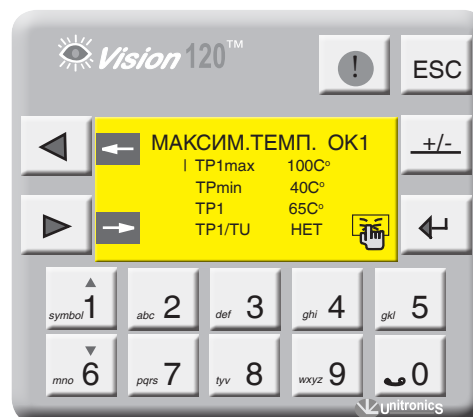 Vision 120™
!
ESC
МАКСИМ.ТЕМП. ОК1
| TP1max 100C°
TPmin 40C°
TP1 65C°
TP1/TU НЕТ
+/-
symbol 1
abc 2
def 3
ghi 4
gkl 5
mno 6
pqrs 7
tyv 8
wxyz 9
0
Unitronics